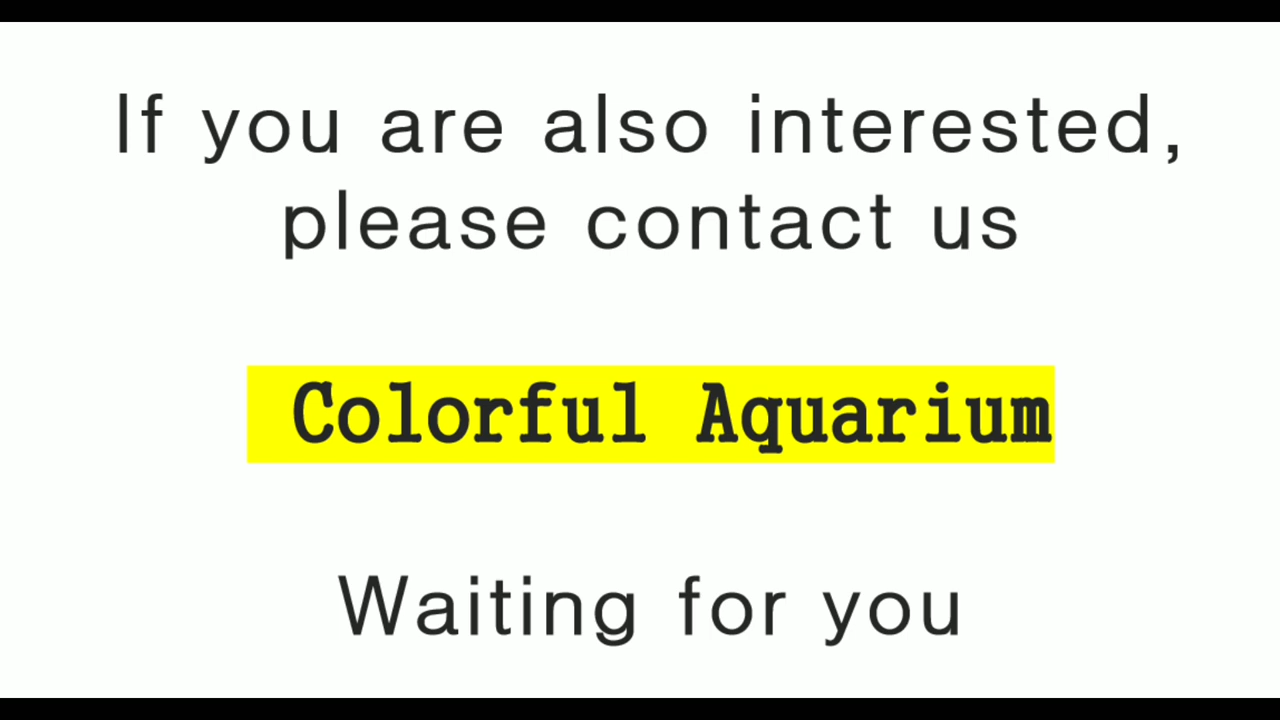 If you are also interested,
please contact us
Colorful Aquarium
Waiting for you